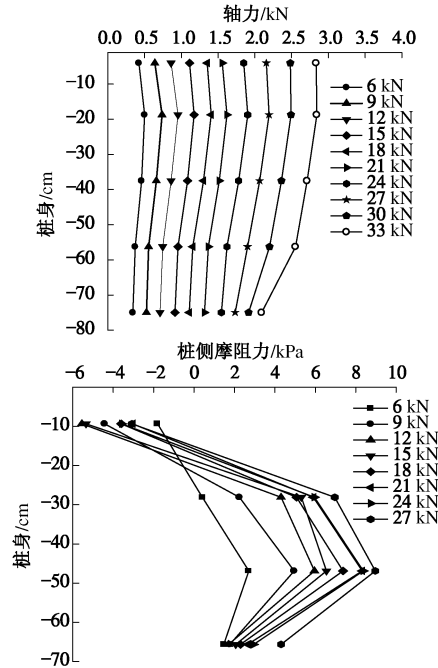 轴力/kN
0.0 0.5 1.0 1.5 2.0 2.5 3.0 3.5 4.0
−10
−20
−30
−40
−50
−60
−70
−80
桩身/cm
6 kN
9 kN
12 kN
15 kN
18 kN
21 kN
24 kN
27 kN
30 kN
33 kN
桩侧摩阻力/kPa
−6 −4 −2 0 2 4 6 8 10
−10
−20
−30
−40
−50
−60
−70
桩身/cm
6 kN
9 kN
12 kN
15 kN
18 kN
21 kN
24 kN
27 kN